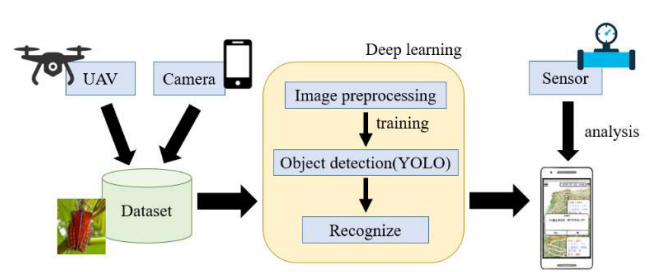 Deep learning
UAV
Camera
Sensor
Image preprocessing
training
analysis
Object detection(YOLO)
Dataset
Recognize